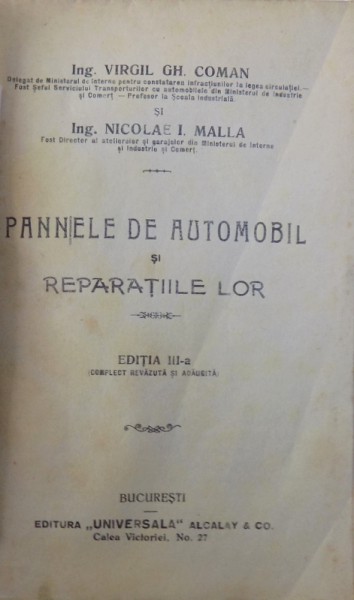 Ing. VIRGIL GH. COMAN
Delegat de Ministerul de Interne pentru constatarea infracțiunilor la legea circulației. —
Fost Șeful Serviciului Transporturilor cu automobilele din Ministerul de Industrie
și Comerț — Profesor la Școala Industrială
ȘI
Ing. NICOLAE I. MALLA
Fost Director al atelierelor și garajelor din Ministerul de Interne
și Industrie și Comerț.
PANNELE DE AUTOMOBIL
ȘI
REPARAȚIILE LOR
EDIȚIA III-a
(COMPLECT REVĂZUTĂ ȘI ADĂUGITĂ)
BUCUREȘTI
EDITURA „UNIVERSALA" ALCALAY & CO.
Calea Victoriei, No. 27